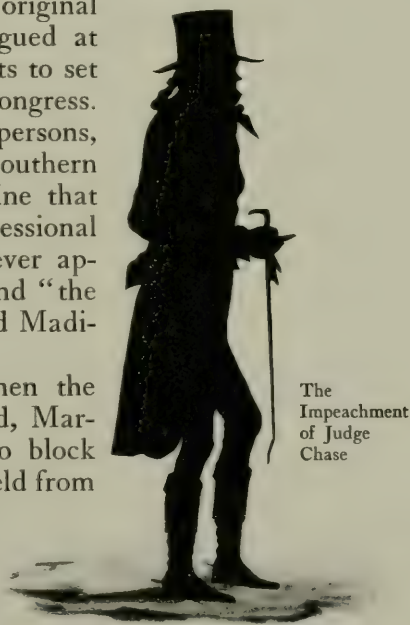 original
gued at
ts to set
ongress.
persons,
outhern
ine that
essional
ever ap-
nd “the
d Madi-
hen the
d, Mar-
o block
eld from
The
Impeachment
of Judge
Chase